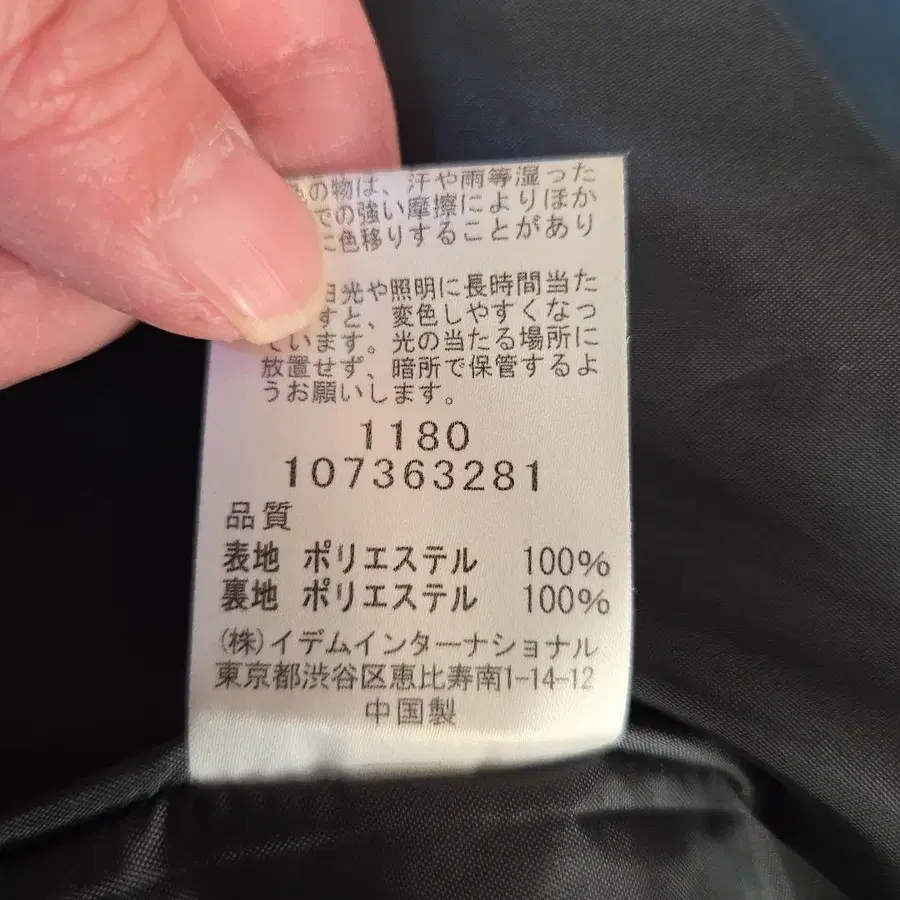 の物は、汗や雨等湿った
での強い摩擦によりほか
に色移りすることがあり
日光や照明に長時間当た
すと、変色しやすくなっ
ています。光の当たる場所に
放置せず、暗所で保管するよ
うお願いします。
1180
107363281
品質
表地 ポリエステル 100%
裏地 ポリエステル 100%
(株)イデムインターナショナル
東京都渋谷区恵比寿南1-14-12
中国製